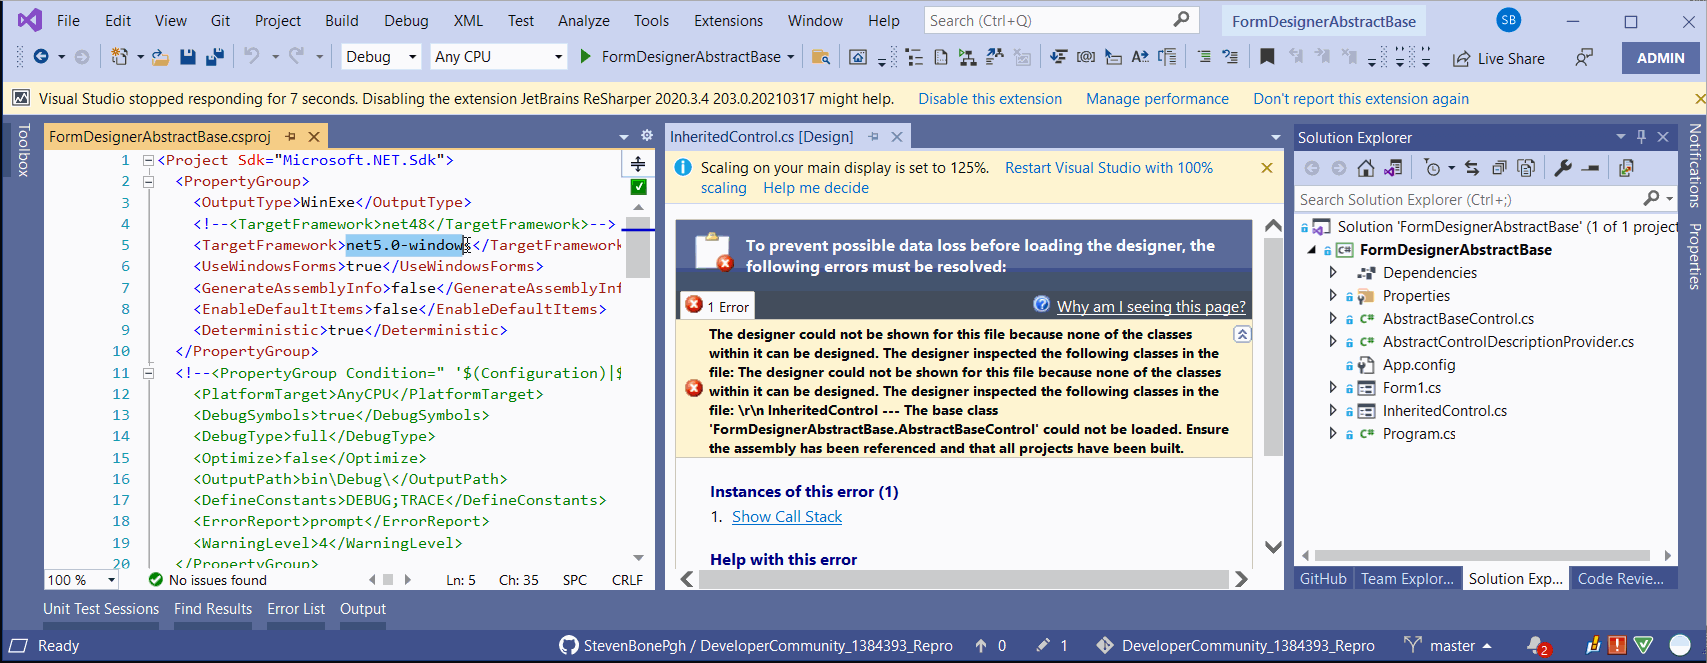 File Edit View Git Project Build Debug XML Test Analyze Tools Extensions Window Help Search (Ctrl+Q) FormDesignerAbstractBase SB
Debug Any CPU FormDesignerAbstractBase Live Share ADMIN
Visual Studio stopped responding for 7 seconds. Disabling the extension JetBrains ReSharper 2020.3.4 203.0.20210317 might help. Disable this extension Manage performance Don't report this extension again
Toolbox
FormDesignerAbstractBase.csproj
1 <Project Sdk="Microsoft.NET.Sdk">
2 <PropertyGroup>
3 <OutputType>WinExe</OutputType>
4 <!--<TargetFramework>net48</TargetFramework>-->
5 <TargetFramework>net5.0-windows</TargetFramework
6 <UseWindowsForms>true</UseWindowsForms>
7 <GenerateAssemblyInfo>false</GenerateAssemblyInf
8 <EnableDefaultItems>false</EnableDefaultItems>
9 <Deterministic>true</Deterministic>
10 </PropertyGroup>
11 <!--<PropertyGroup Condition=" '$(Configuration)|$
12 <PlatformTarget>AnyCPU</PlatformTarget>
13 <DebugSymbols>true</DebugSymbols>
14 <DebugType>full</DebugType>
15 <Optimize>false</Optimize>
16 <OutputPath>bin\Debug\</OutputPath>
17 <DefineConstants>DEBUG;TRACE</DefineConstants>
18 <ErrorReport>prompt</ErrorReport>
19 <WarningLevel>4</WarningLevel>
20 </PropertyGroup>
100 % No issues found Ln: 5 Ch: 35 SPC CRLF
InheritedControl.cs [Design]
Scaling on your main display is set to 125%. Restart Visual Studio with 100%
scaling Help me decide
To prevent possible data loss before loading the designer, the
following errors must be resolved:
1 Error Why am I seeing this page?
The designer could not be shown for this file because none of the classes
within it can be designed. The designer inspected the following classes in the
file: The designer could not be shown for this file because none of the classes
within it can be designed. The designer inspected the following classes in the
file: \r\n InheritedControl --- The base class
'FormDesignerAbstractBase.AbstractBaseControl' could not be loaded. Ensure
the assembly has been referenced and that all projects have been built.
Instances of this error (1)
1. Show Call Stack
Help with this error
Solution Explorer
Search Solution Explorer (Ctrl+;)
Solution 'FormDesignerAbstractBase' (1 of 1 project
FormDesignerAbstractBase
Dependencies
Properties
AbstractBaseControl.cs
AbstractControlDescriptionProvider.cs
App.config
Form1.cs
InheritedControl.cs
Program.cs
GitHub Team Explor... Solution Exp... Code Revie...
Notifications
Properties
Unit Test Sessions Find Results Error List Output
Ready StevenBonePgh / DeveloperCommunity_1384393_Repro 0 1 DeveloperCommunity_1384393_Repro master 2